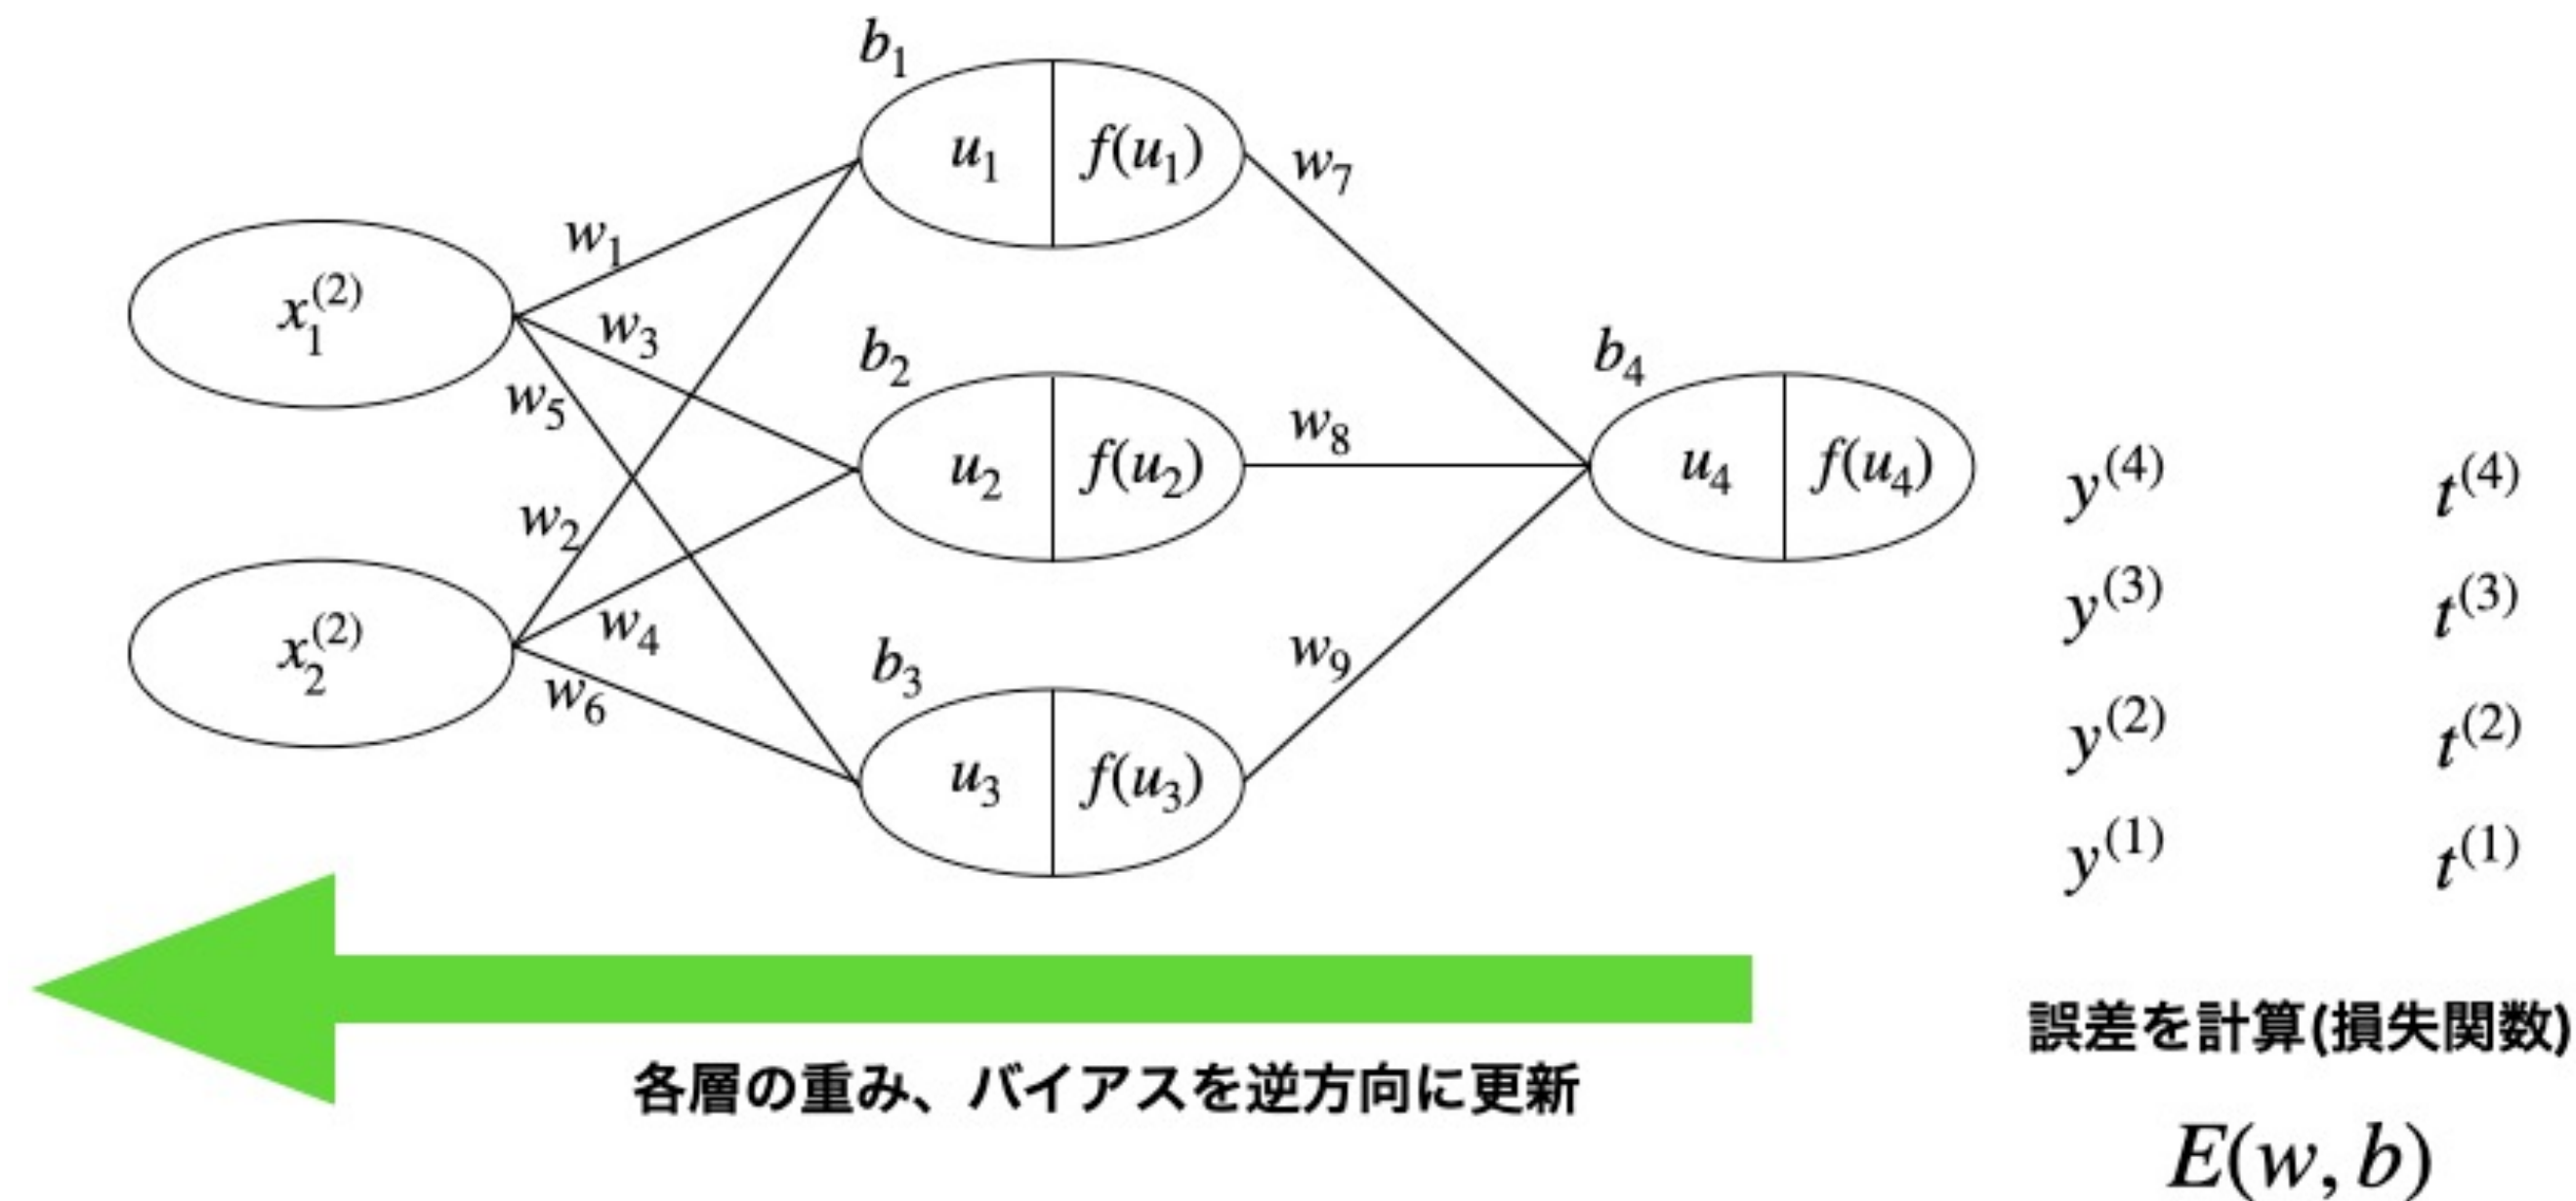 b₁
u₁ f(u₁)
w₇
w₁
x₁⁽²⁾
w₃
b₂
b₄
w₅
w₈
u₂ f(u₂)
u₄ f(u₄)
y⁽⁴⁾ t⁽⁴⁾
w₂
y⁽³⁾ t⁽³⁾
x₂⁽²⁾
w₄
b₃
w₉
w₆
y⁽²⁾ t⁽²⁾
u₃ f(u₃)
y⁽¹⁾ t⁽¹⁾
誤差を計算(損失関数)
各層の重み、バイアスを逆方向に更新
E(w, b)